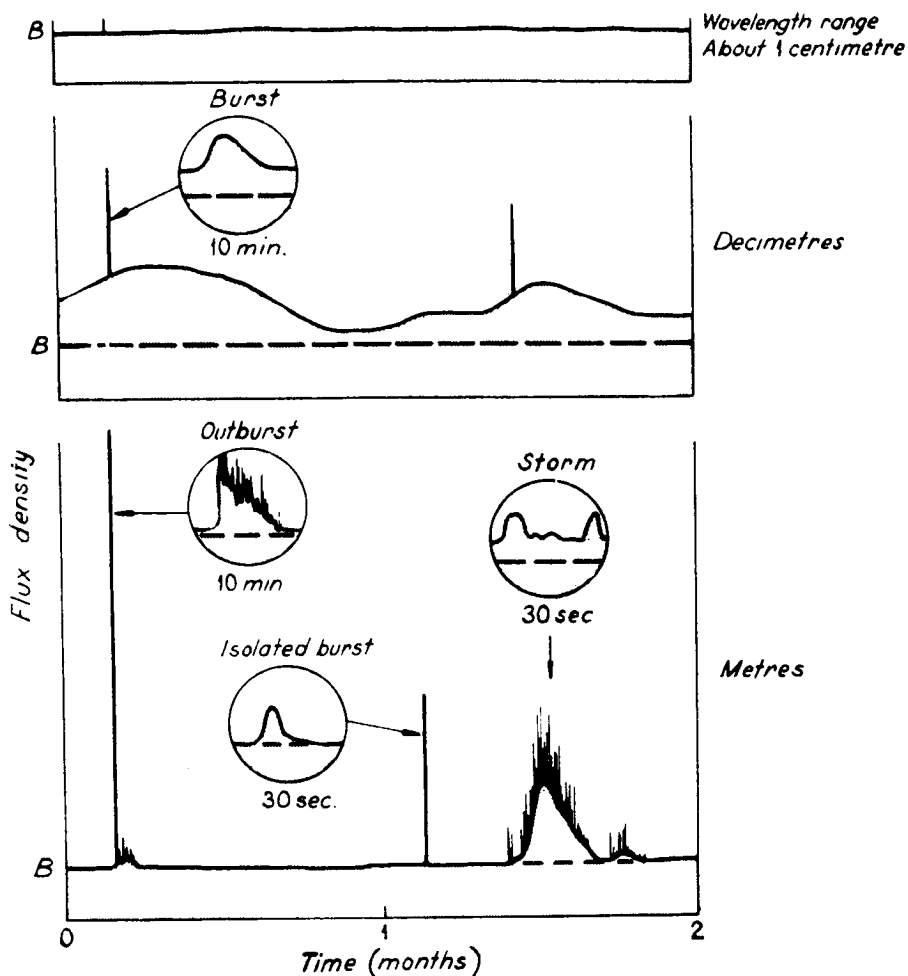 B
Wavelength range
About 1 centimetre
Burst
10 min.
Decimetres
B
Outburst
10 min
Storm
30 sec
Flux density
Isolated burst
30 sec.
Metres
B
0
1
2
Time (months)